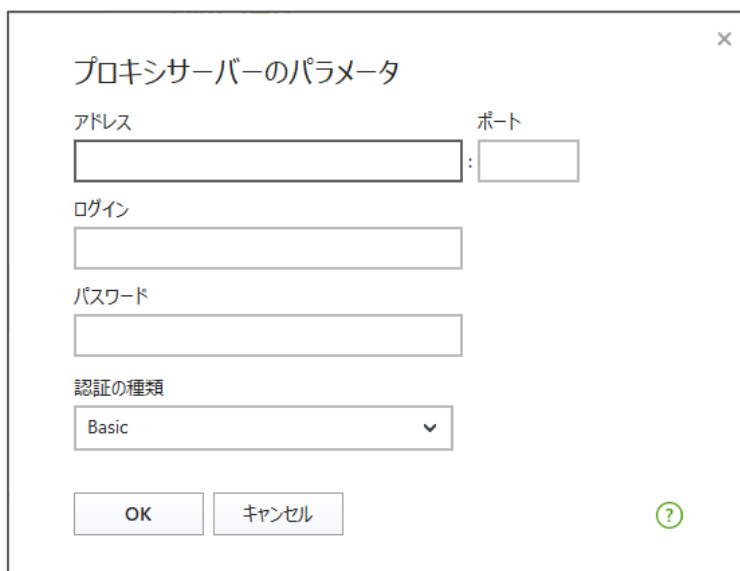 プロキシサーバーのパラメータ
アドレス ポート
:
ログイン
パスワード
認証の種類
Basic
OK キャンセル
?